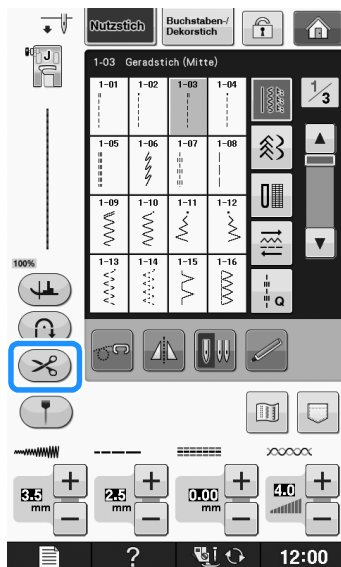 Nutzstich
Buchstaben-/
Dekorstich
J
1-03 Geradstich (Mitte)
1/3
1-01 1-02 1-03 1-04
1-05 1-06 1-07 1-08
1-09 1-10 1-11 1-12
1-13 1-14 1-15 1-16
Q
100%
3.5 mm
2.5 mm
0.00 mm
4.0
+ + + +
− − − −
? 12:00